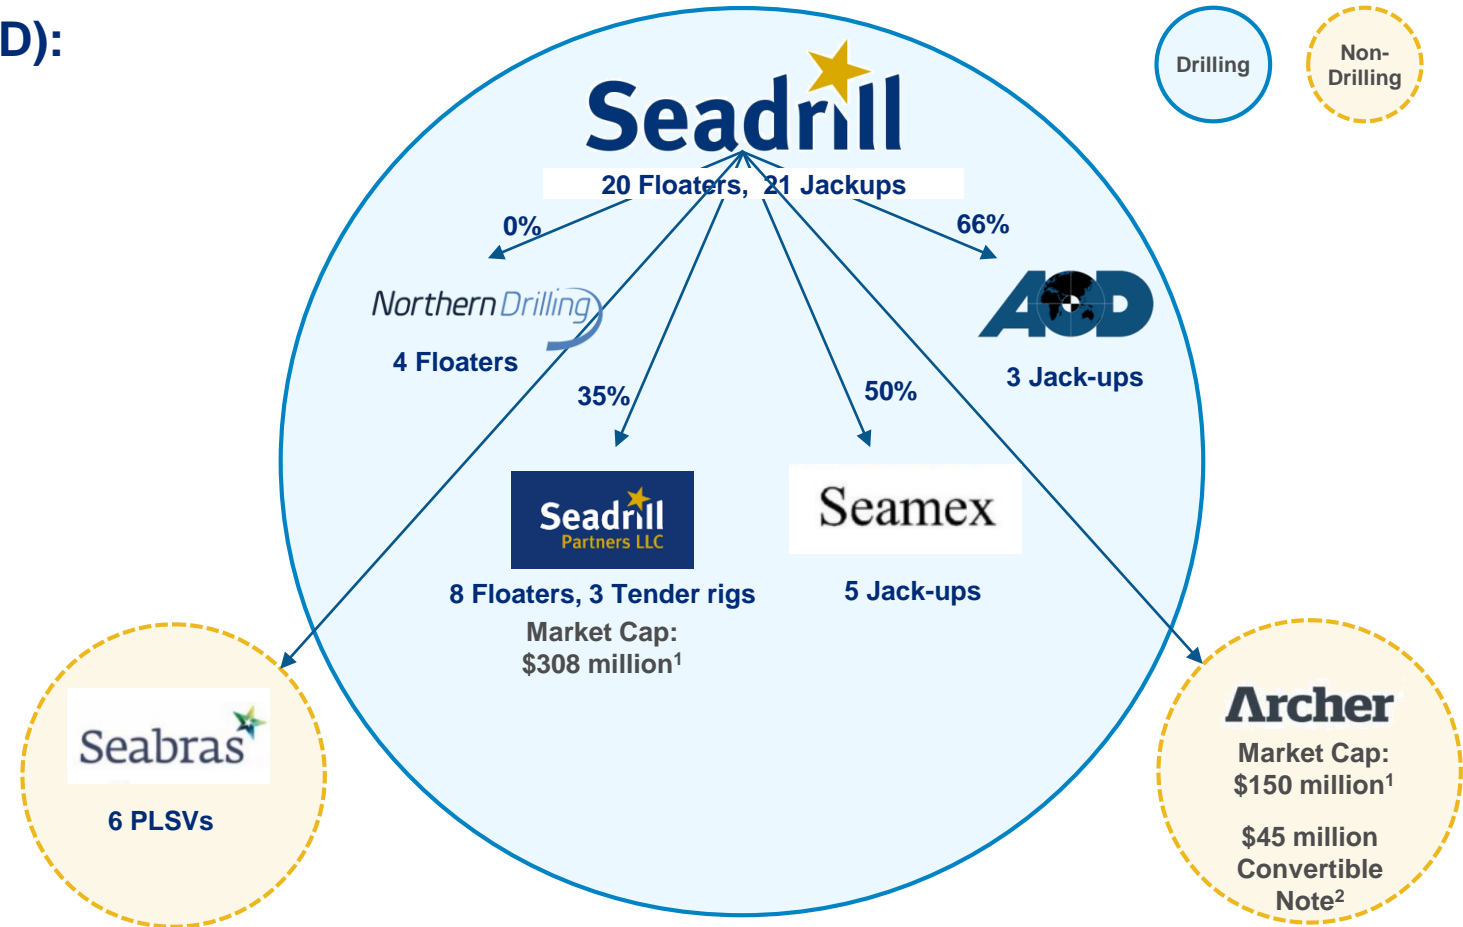 D):
Drilling
Non-
Drilling
Seadrill
20 Floaters,  21 Jackups
0%
66%
Northern Drilling
AOD
4 Floaters
3 Jack-ups
35%
50%
Seadrill
Partners LLC
Seamex
8 Floaters, 3 Tender rigs
5 Jack-ups
Market Cap:
$308 million¹
Seabras
6 PLSVs
Archer
Market Cap:
$150 million¹
$45 million
Convertible
Note²